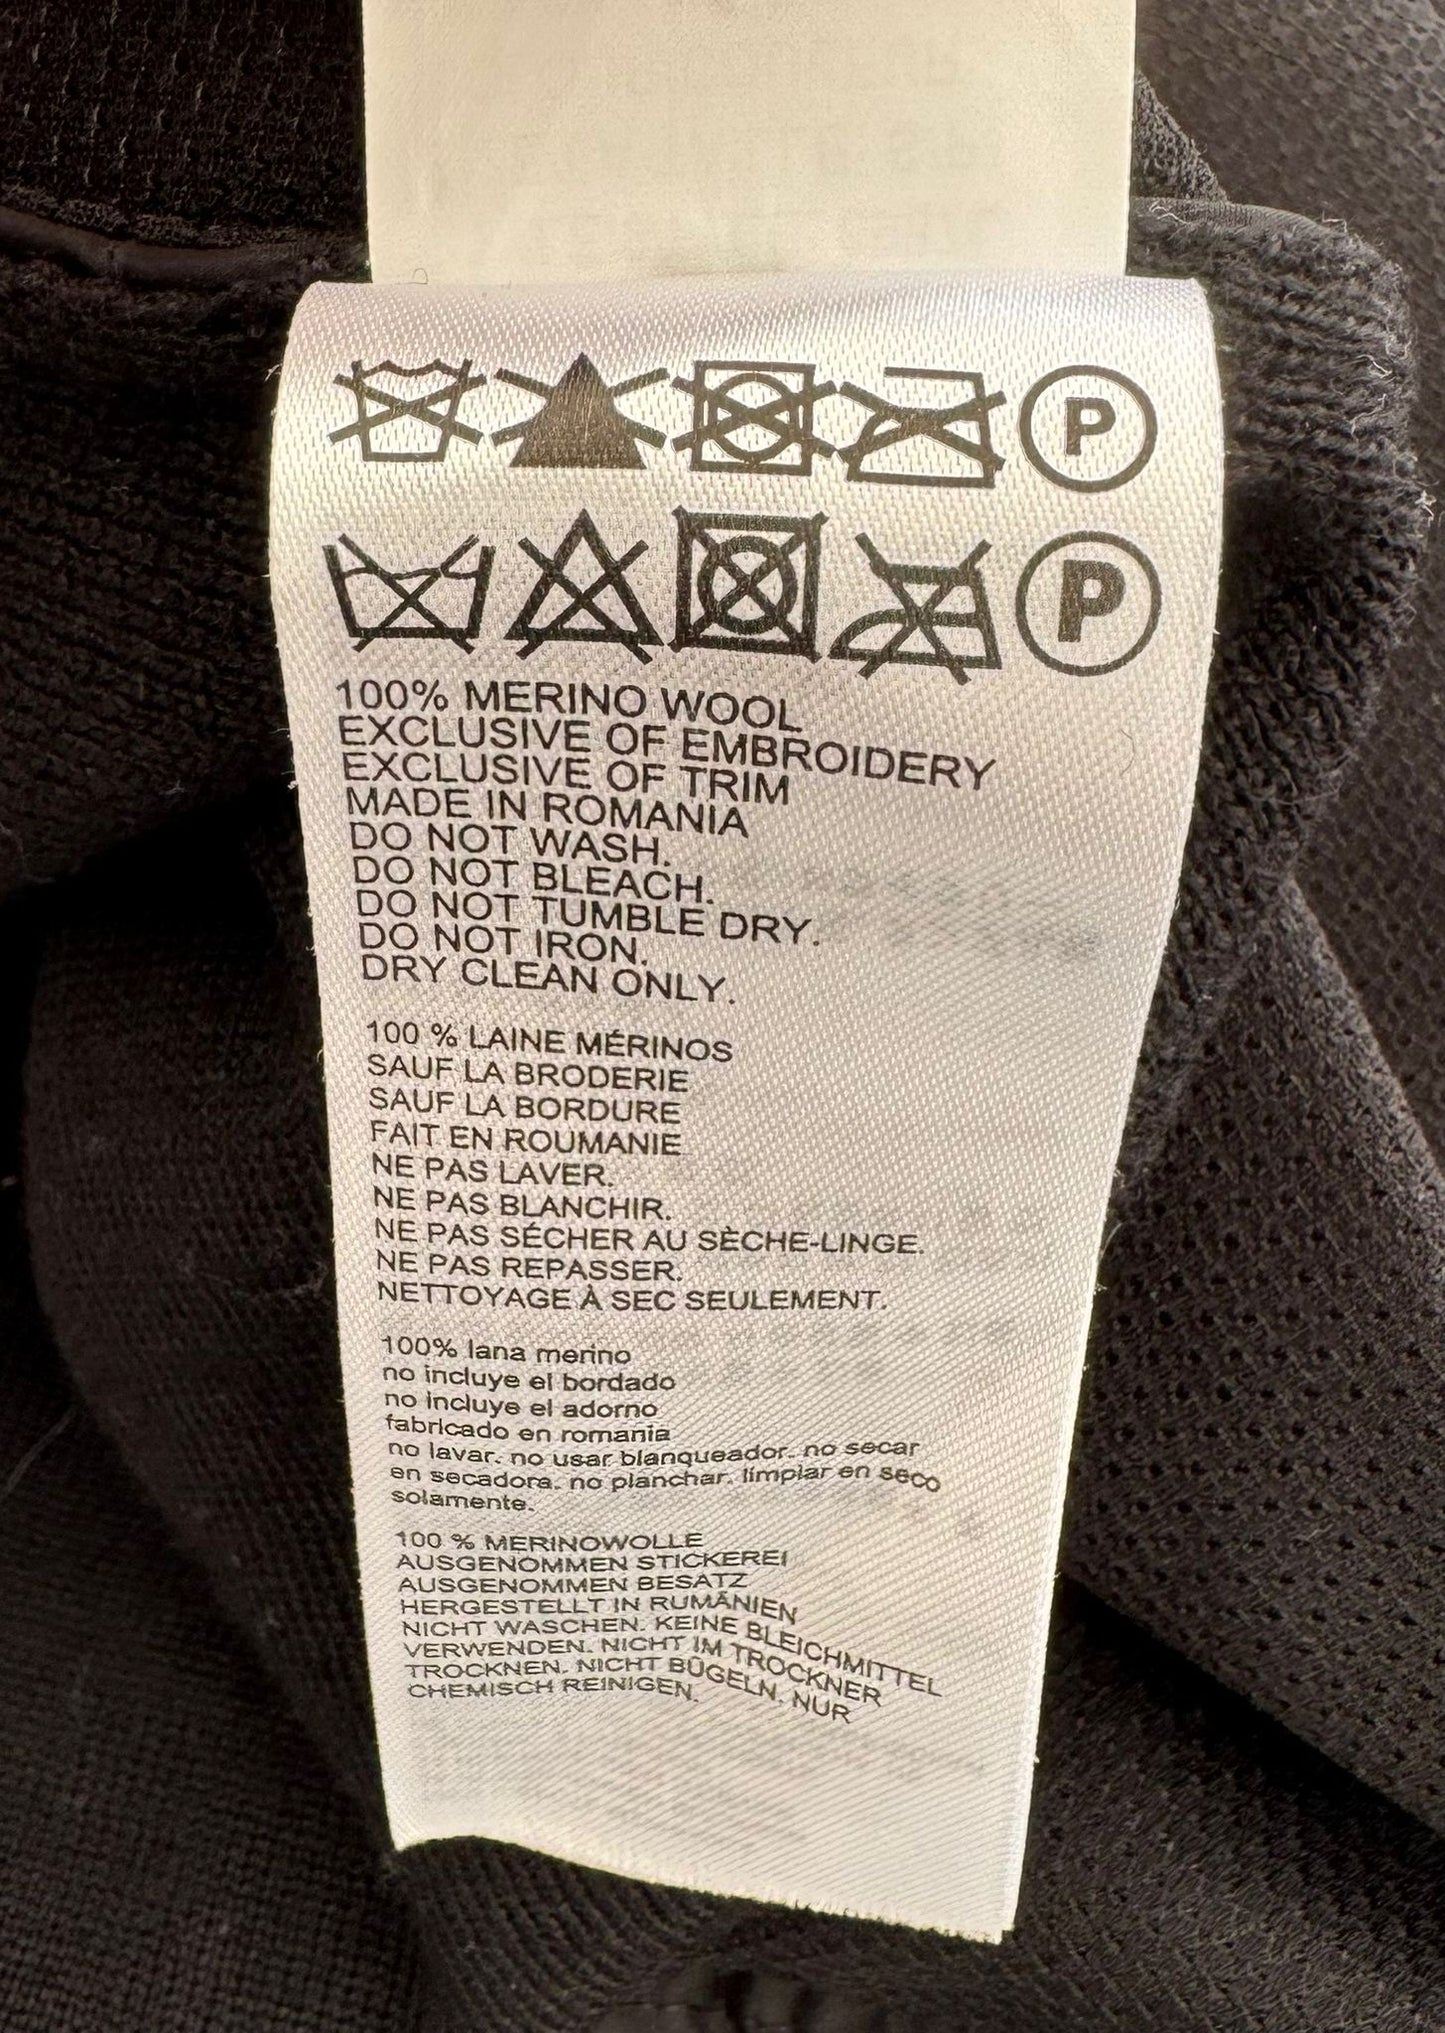 P
P
100% MERINO WOOL
EXCLUSIVE OF EMBROIDERY
EXCLUSIVE OF TRIM
MADE IN ROMANIA
DO NOT WASH.
DO NOT BLEACH.
DO NOT TUMBLE DRY.
DO NOT IRON.
DRY CLEAN ONLY.
100 % LAINE MÉRINOS
SAUF LA BRODERIE
SAUF LA BORDURE
FAIT EN ROUMANIE
NE PAS LAVER.
NE PAS BLANCHIR.
NE PAS SÉCHER AU SÈCHE-LINGE.
NE PAS REPASSER.
NETTOYAGE À SEC SEULEMENT.
100% lana merino
no incluye el bordado
no incluye el adorno
fabricado en romania
no lavar. no usar blanqueador. no secar
en secadora. no planchar. limpiar en seco
solamente.
100 % MERINOWOLLE
AUSGENOMMEN STICKEREI
AUSGENOMMEN BESATZ
HERGESTELLT IN RUMÄNIEN
NICHT WASCHEN. KEINE BLEICHMITTEL
VERWENDEN. NICHT IM TROCKNER
TROCKNEN. NICHT BÜGELN. NUR
CHEMISCH REINIGEN.